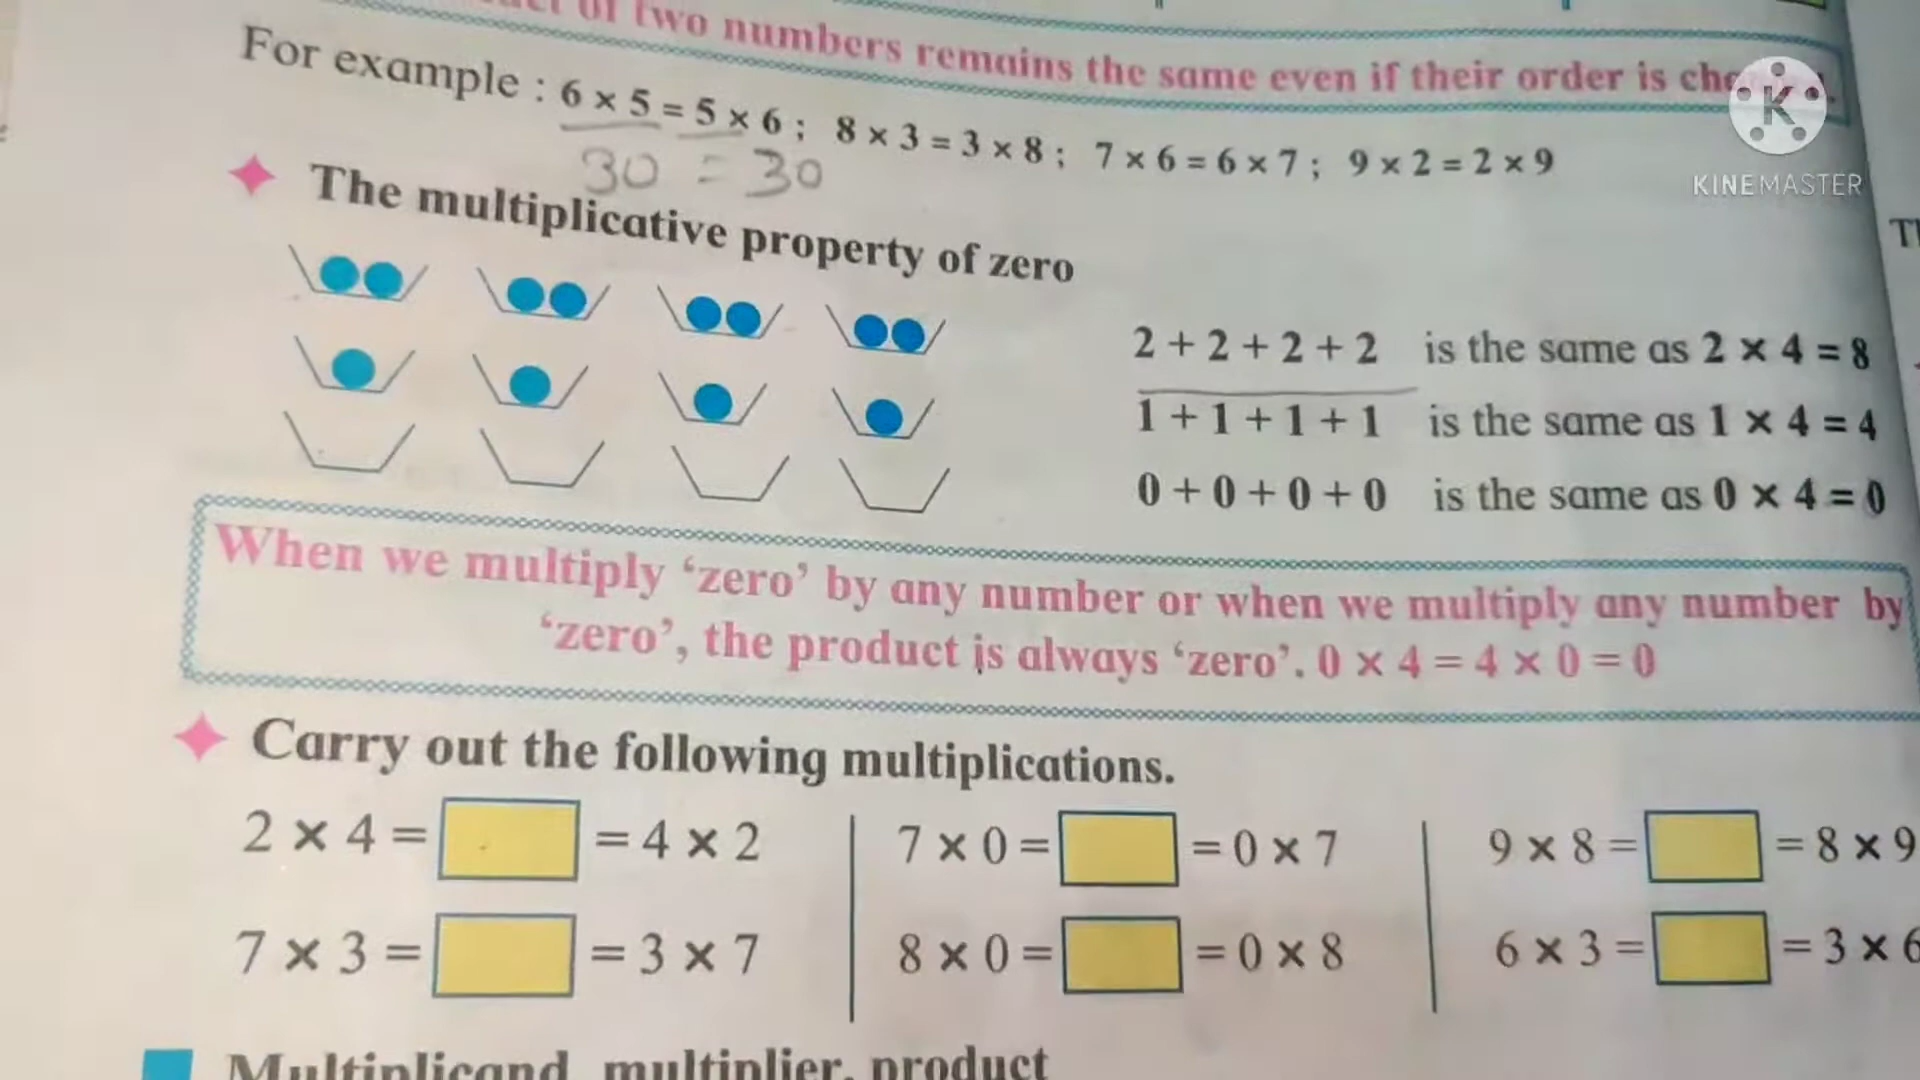 of two numbers remains the same even if their order is
For example : 6 × 5 = 5 × 6 ; 8 × 3 = 3 × 8 ; 7 × 6 = 6 × 7 ; 9 × 2 = 2 × 9
30 = 30
K
KINEMASTER
The multiplicative property of zero
2 + 2 + 2 + 2 is the same as 2 × 4 = 8
1 + 1 + 1 + 1 is the same as 1 × 4 = 4
0 + 0 + 0 + 0 is the same as 0 × 4 = 0
When we multiply ‘zero’ by any number or when we multiply any number by
‘zero’, the product is always ‘zero’. 0 × 4 = 4 × 0 = 0
Carry out the following multiplications.
2 × 4 = = 4 × 2 7 × 0 = = 0 × 7 9 × 8 = = 8 × 9
7 × 3 = = 3 × 7 8 × 0 = = 0 × 8 6 × 3 = = 3 × 6
Multiplicand, multiplier, product